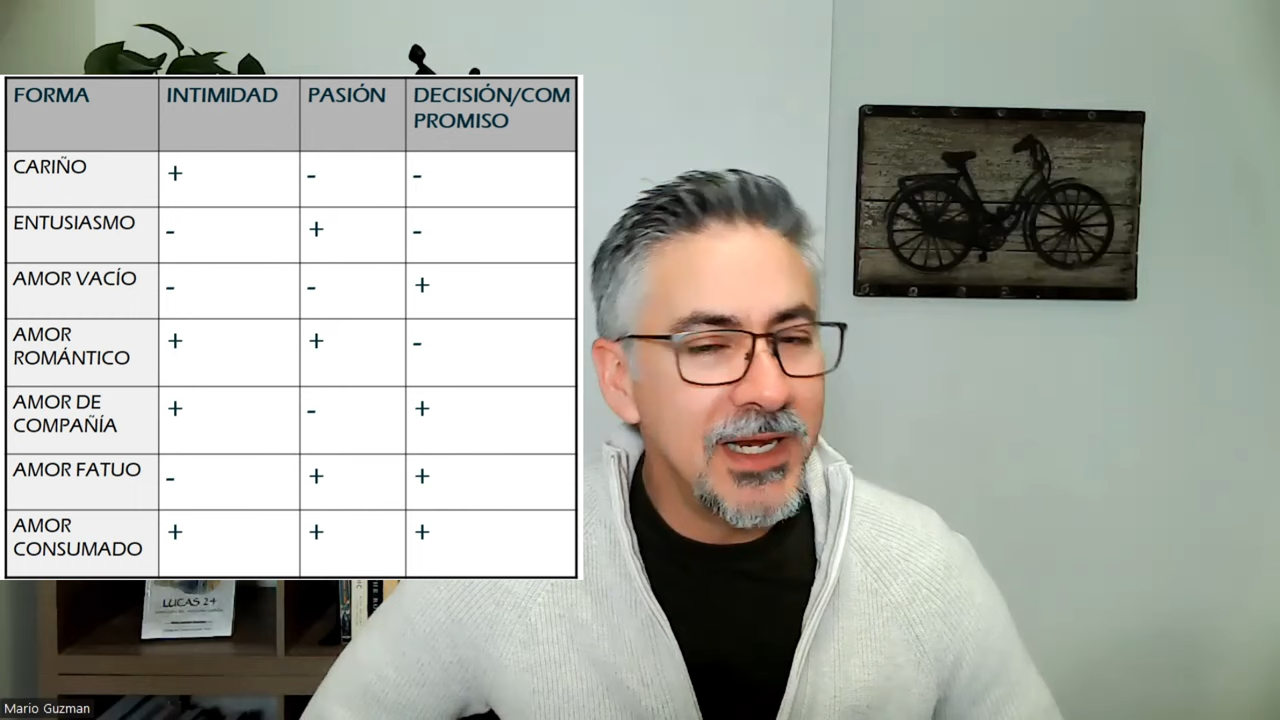 FORMA INTIMIDAD PASIÓN DECISIÓN/COM
PROMISO
CARIÑO + - -
ENTUSIASMO - + -
AMOR VACÍO - - +
AMOR
ROMÁNTICO + + -
AMOR DE
COMPAÑÍA + - +
AMOR FATUO - + +
AMOR
CONSUMADO + + +
LUCAS 24
Mario Guzman